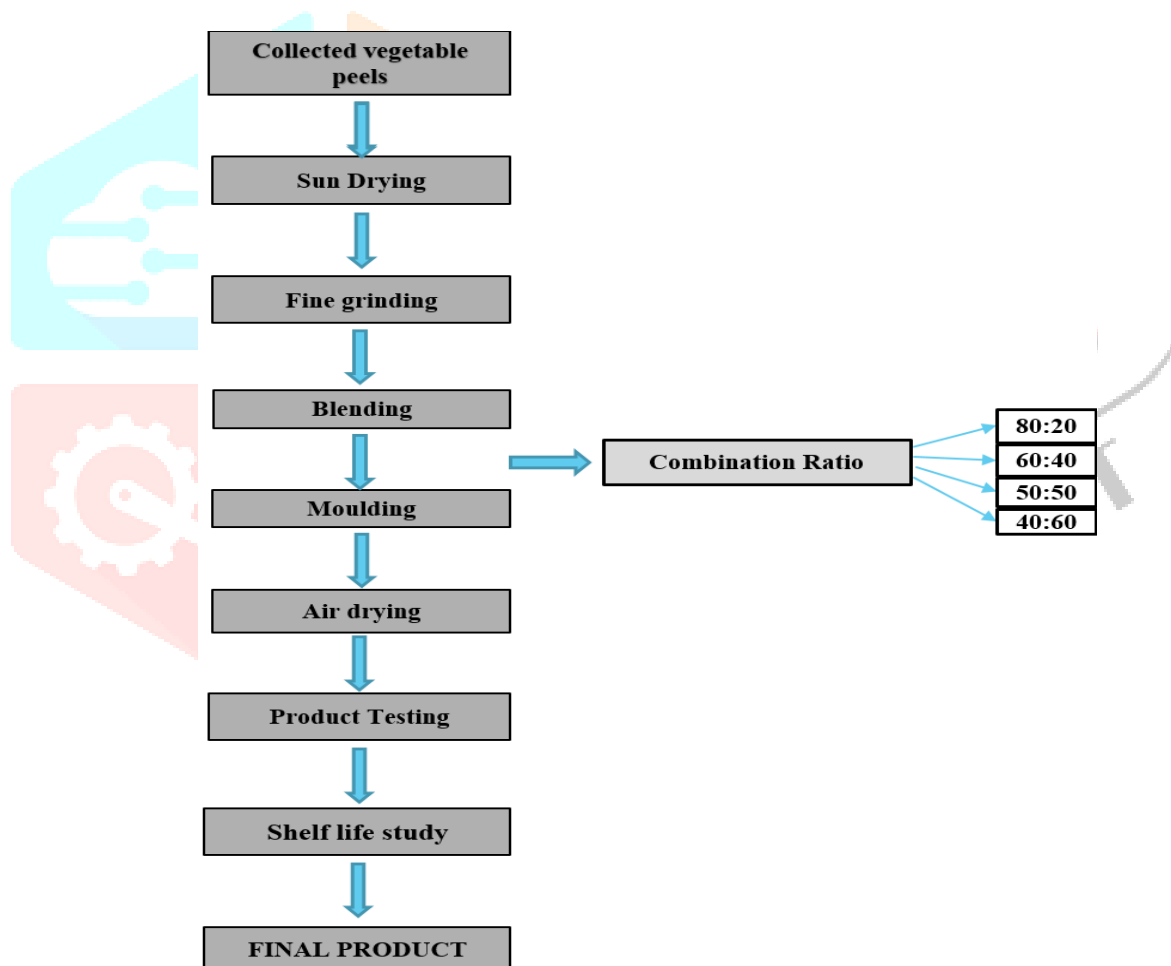 Collected vegetable
peels
Sun Drying
Fine grinding
Blending
Moulding
Air drying
Product Testing
Shelf life study
FINAL PRODUCT
Combination Ratio
80:20
60:40
50:50
40:60